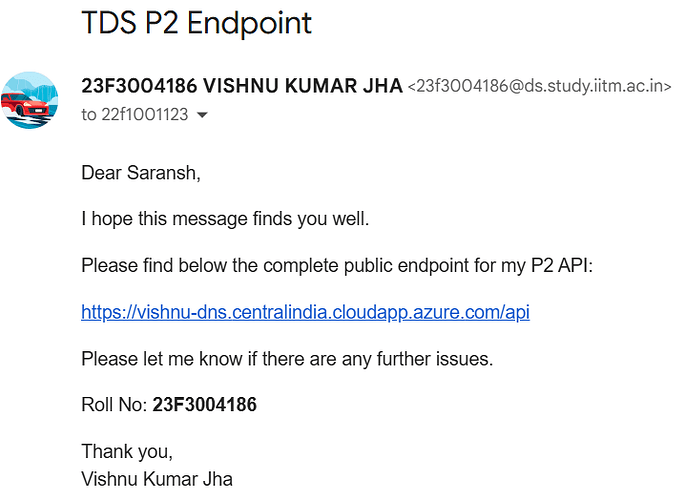 TDS P2 Endpoint
23F3004186 VISHNU KUMAR JHA <23f3004186@ds.study.iitm.ac.in>
to 22f1001123
Dear Saransh,
I hope this message finds you well.
Please find below the complete public endpoint for my P2 API:
https://vishnu-dns.centralindia.cloudapp.azure.com/api
Please let me know if there are any further issues.
Roll No: 23F3004186
Thank you,
Vishnu Kumar Jha